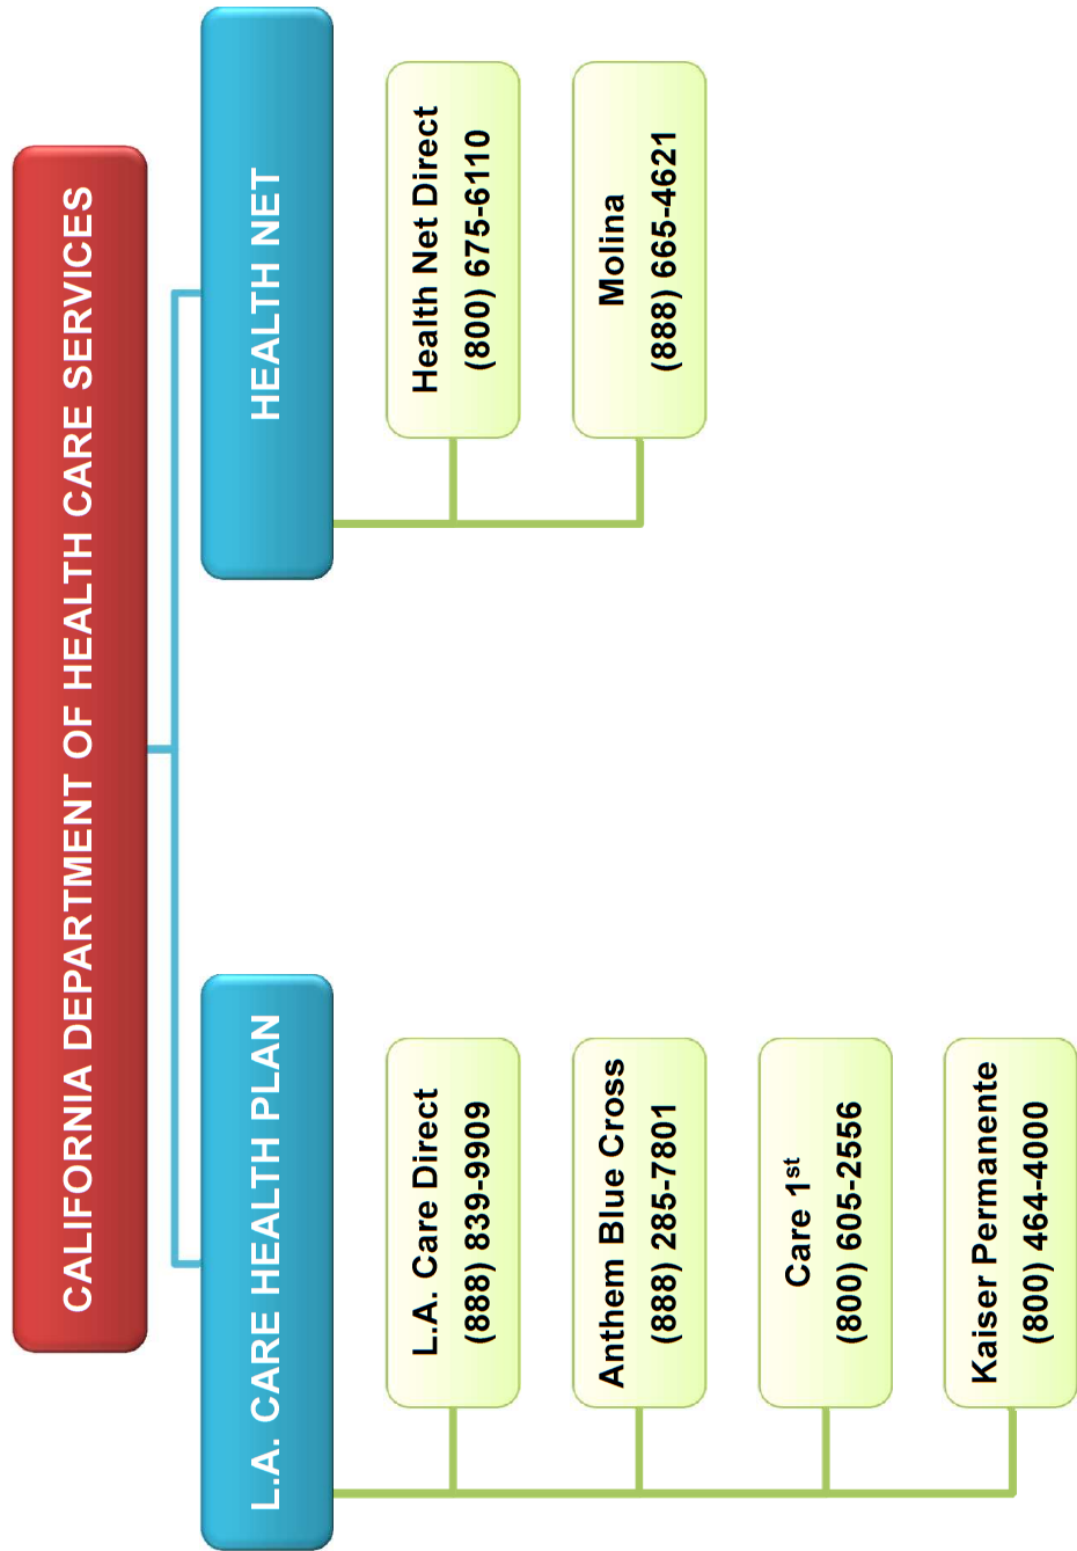 CALIFORNIA DEPARTMENT OF HEALTH CARE SERVICES
L.A. CARE HEALTH PLAN
L.A. Care Direct
(888) 839-9909
Anthem Blue Cross
(888) 285-7801
Care 1st
(800) 605-2556
Kaiser Permanente
(800) 464-4000
HEALTH NET
Health Net Direct
(800) 675-6110
Molina
(888) 665-4621